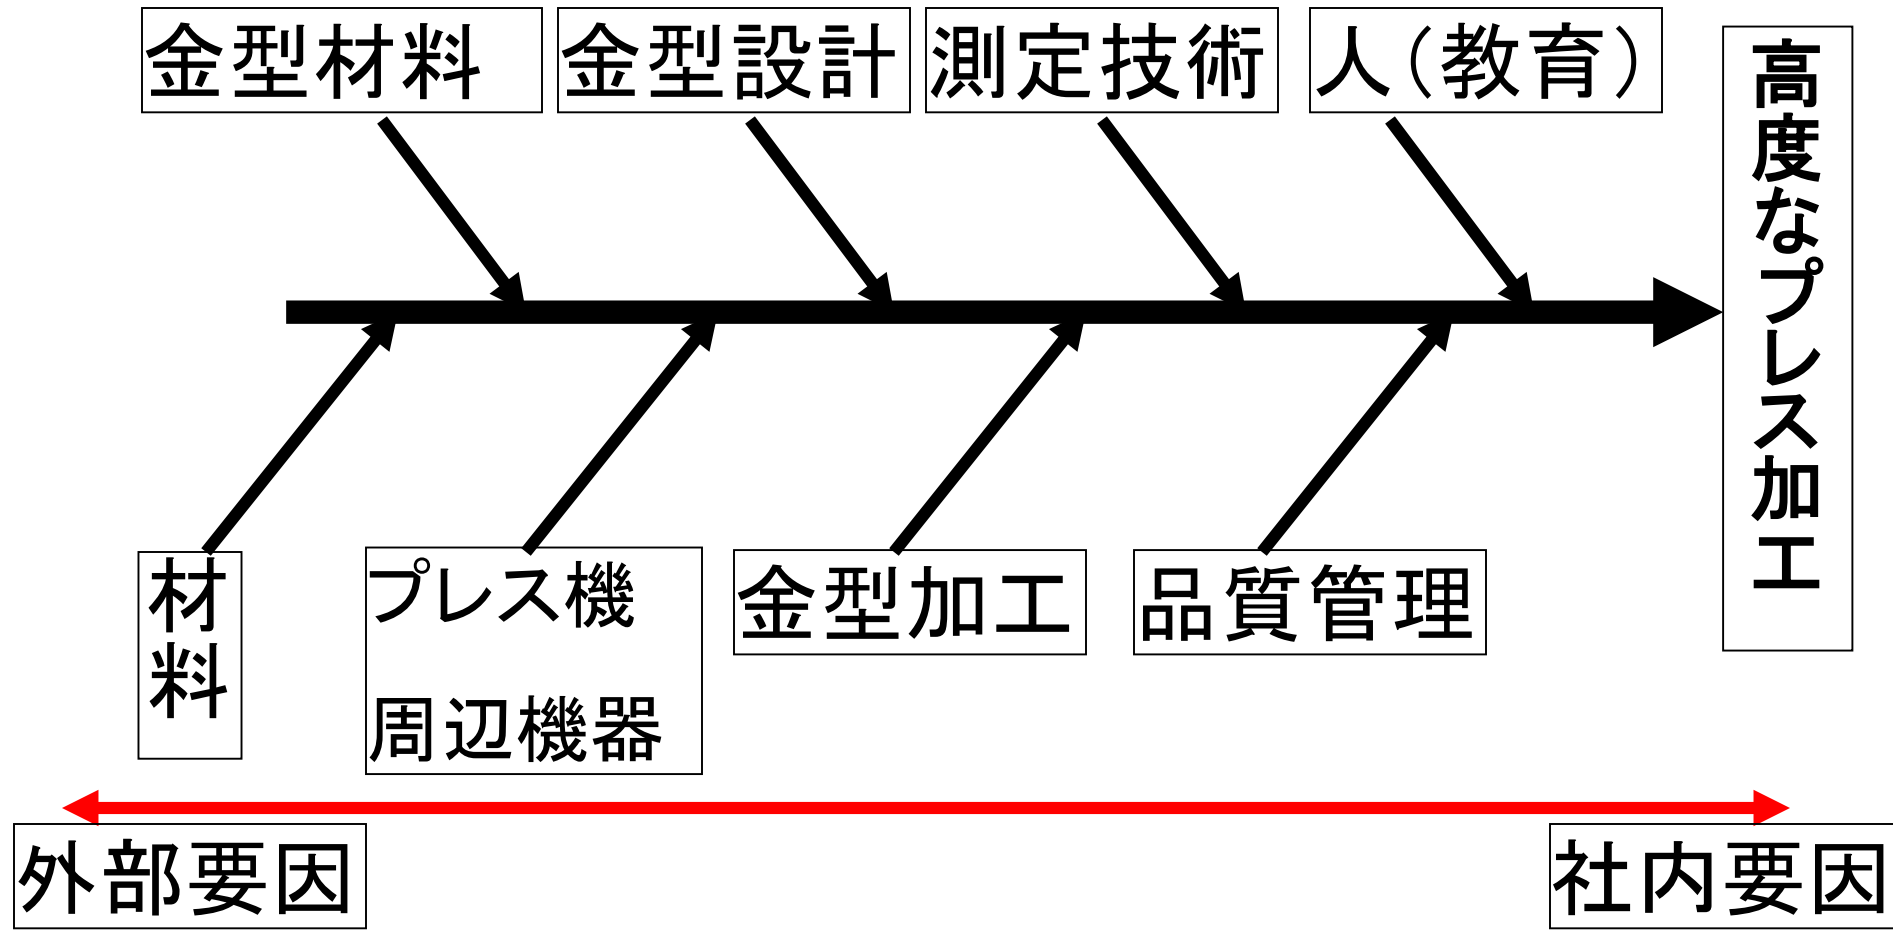 金型材料
金型設計
測定技術
人（教育）
高度なプレス加工
材料
プレス機
周辺機器
金型加工
品質管理
外部要因
社内要因